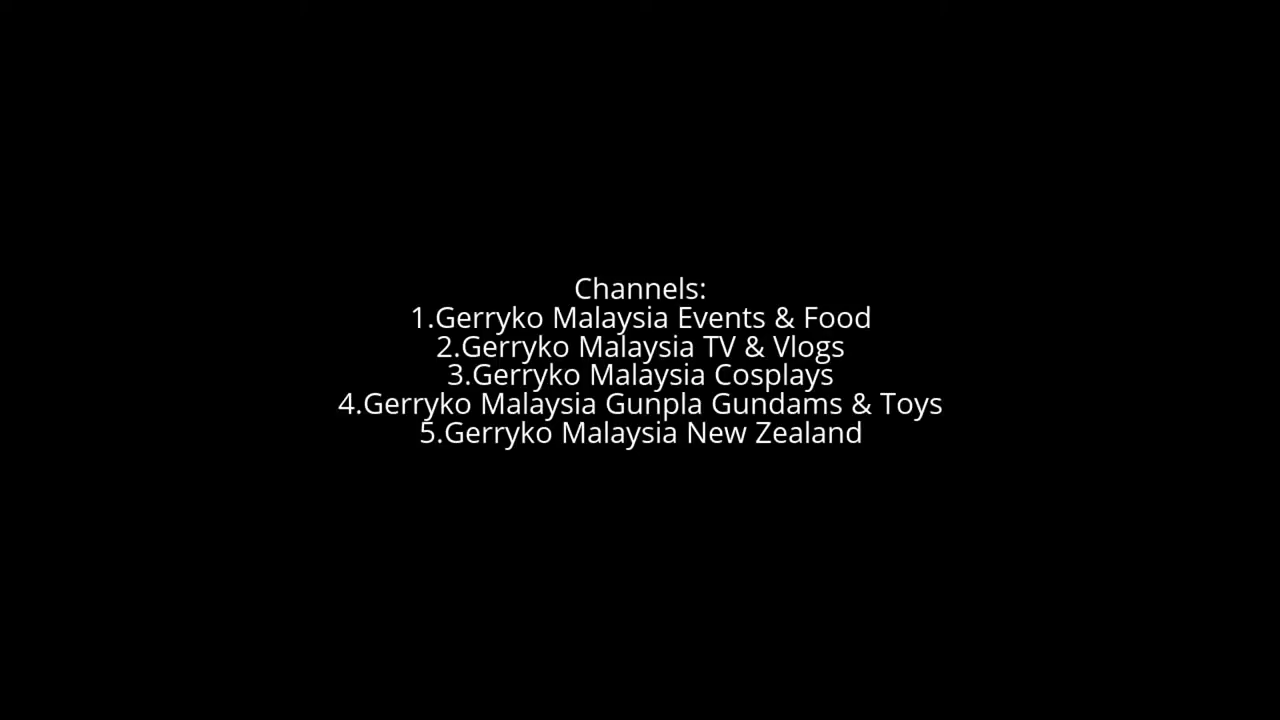 Channels:
1.Gerryko Malaysia Events & Food
2.Gerryko Malaysia TV & Vlogs
3.Gerryko Malaysia Cosplays
4.Gerryko Malaysia Gunpla Gundams & Toys
5.Gerryko Malaysia New Zealand